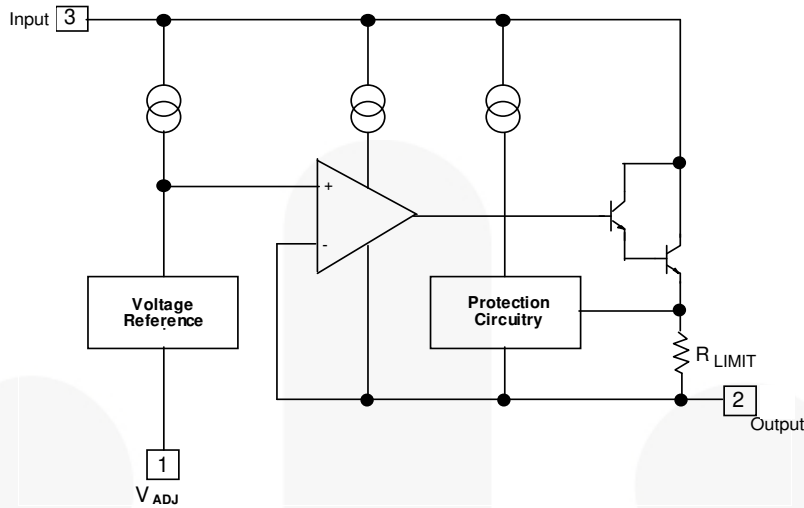 Input 3
+
-
Voltage
Reference
Protection
Circuitry
R LIMIT
2
Output
1
V ADJ